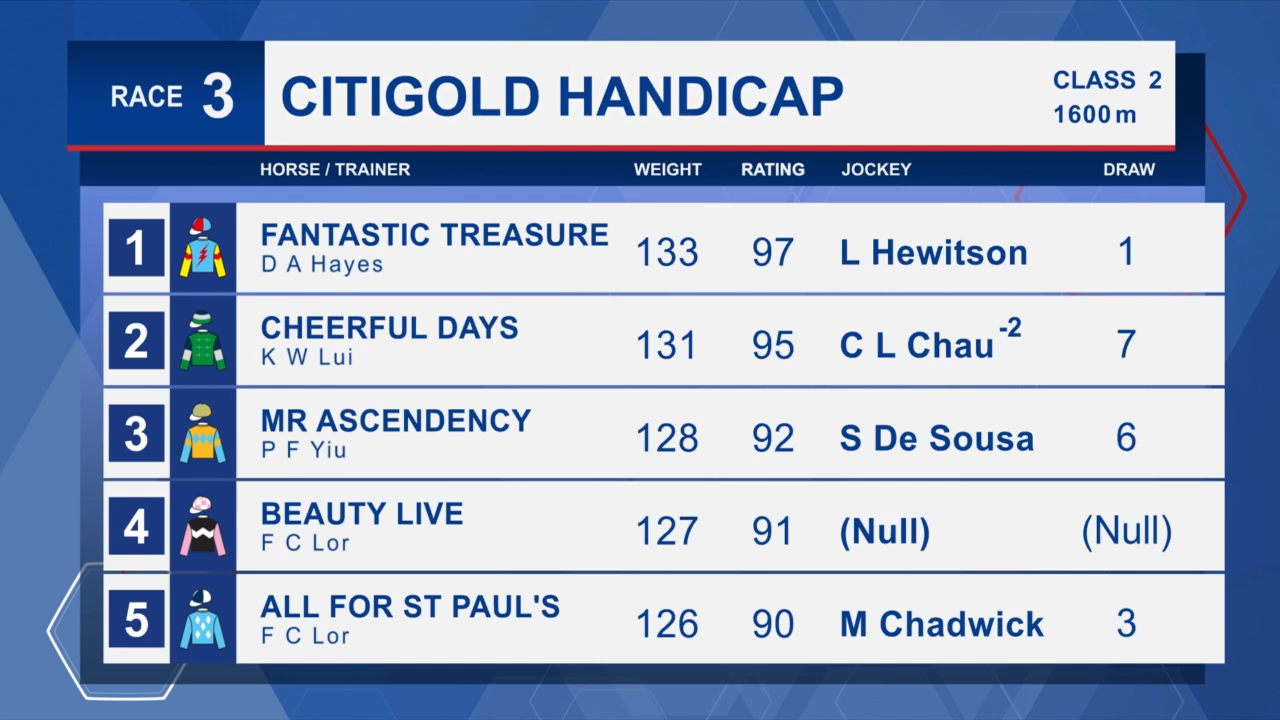 RACE 3
CITIGOLD HANDICAP
CLASS 2
1600m
HORSE / TRAINER WEIGHT RATING JOCKEY DRAW
1 FANTASTIC TREASURE 133 97 L Hewitson 1
D A Hayes
2 CHEERFUL DAYS 131 95 C L Chau -2 7
K W Lui
3 MR ASCENDENCY 128 92 S De Sousa 6
P F Yiu
4 BEAUTY LIVE 127 91 (Null) (Null)
F C Lor
5 ALL FOR ST PAUL'S 126 90 M Chadwick 3
F C Lor